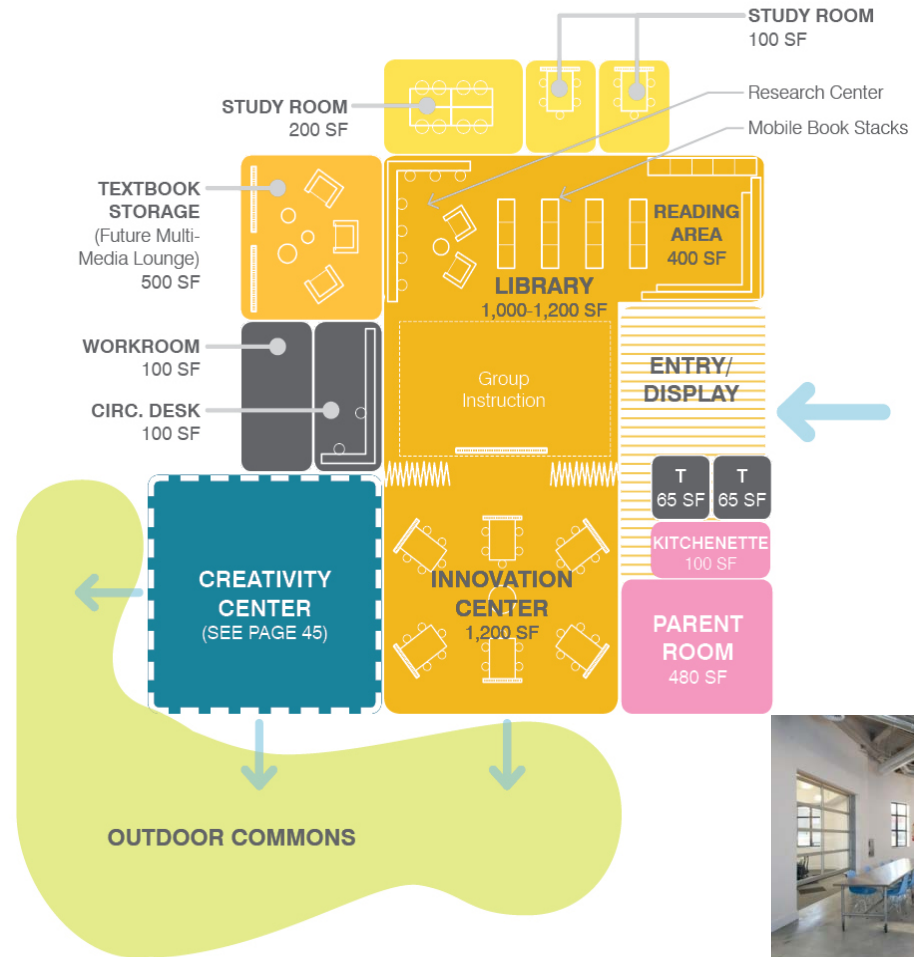 STUDY ROOM
100 SF
Research Center
STUDY ROOM
200 SF
Mobile Book Stacks
TEXTBOOK
STORAGE
(Future Multi-
Media Lounge)
500 SF
READING
AREA
400 SF
LIBRARY
1,000-1,200 SF
WORKROOM
100 SF
CIRC. DESK
100 SF
Group
Instruction
ENTRY/
DISPLAY
T
65 SF
T
65 SF
KITCHENETTE
100 SF
CREATIVITY
CENTER
(SEE PAGE 45)
INNOVATION
CENTER
1,200 SF
PARENT
ROOM
480 SF
OUTDOOR COMMONS